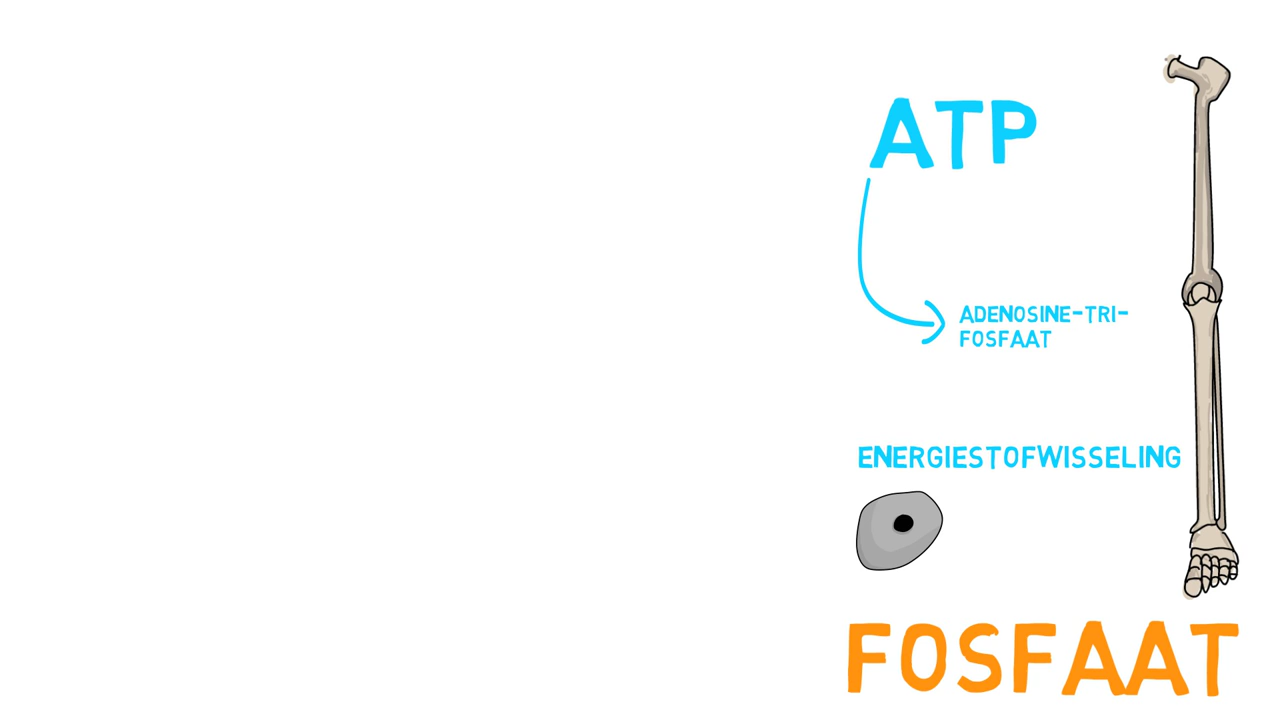 ATP
ADENOSINE-TRI-
FOSFAAT
ENERGIESTOFWISSELING
FOSFAAT